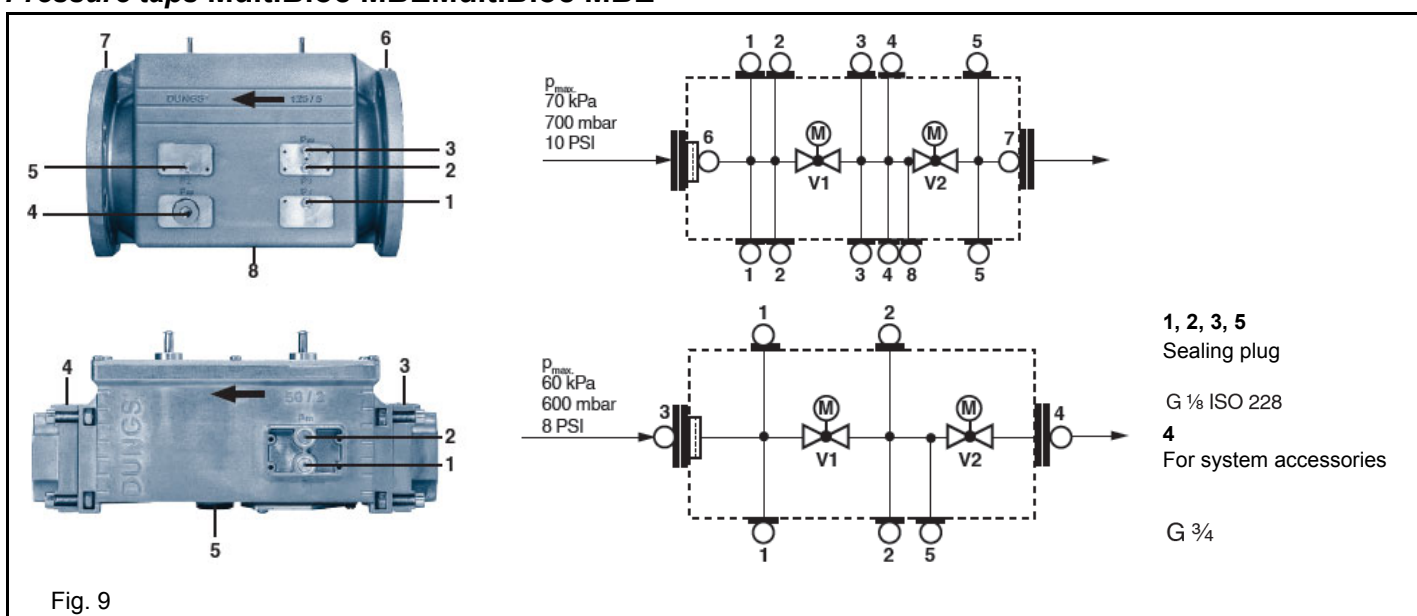 Pressure taps MultiBloc MBEMultiBloc MBE
7
6
DUNGS
125/5
5
4
3
2
1
8
1 2 3 4 5
Pmax.
70 kPa
700 mbar
10 PSI
6
M
M
7
V1
V2
1 2 3 4 8 5
4
3
DUNGS
50 / 2
2
1
5
1 2
Pmax.
60 kPa
600 mbar
8 PSI
3
M
M
4
V1
V2
1 2 5
1, 2, 3, 5
Sealing plug
G 1/8 ISO 228
4
For system accessories
G 3/4
Fig. 9